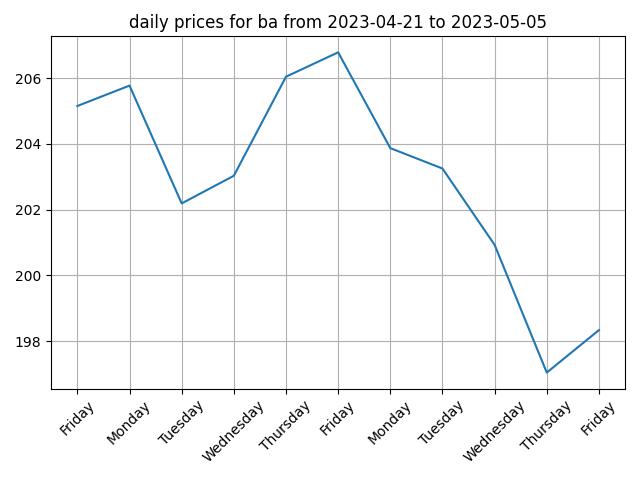 daily prices for ba from 2023-04-21 to 2023-05-05
206
204
202
200
198
Friday
Monday
Tuesday
Wednesday
Thursday
Friday
Monday
Tuesday
Wednesday
Thursday
Friday